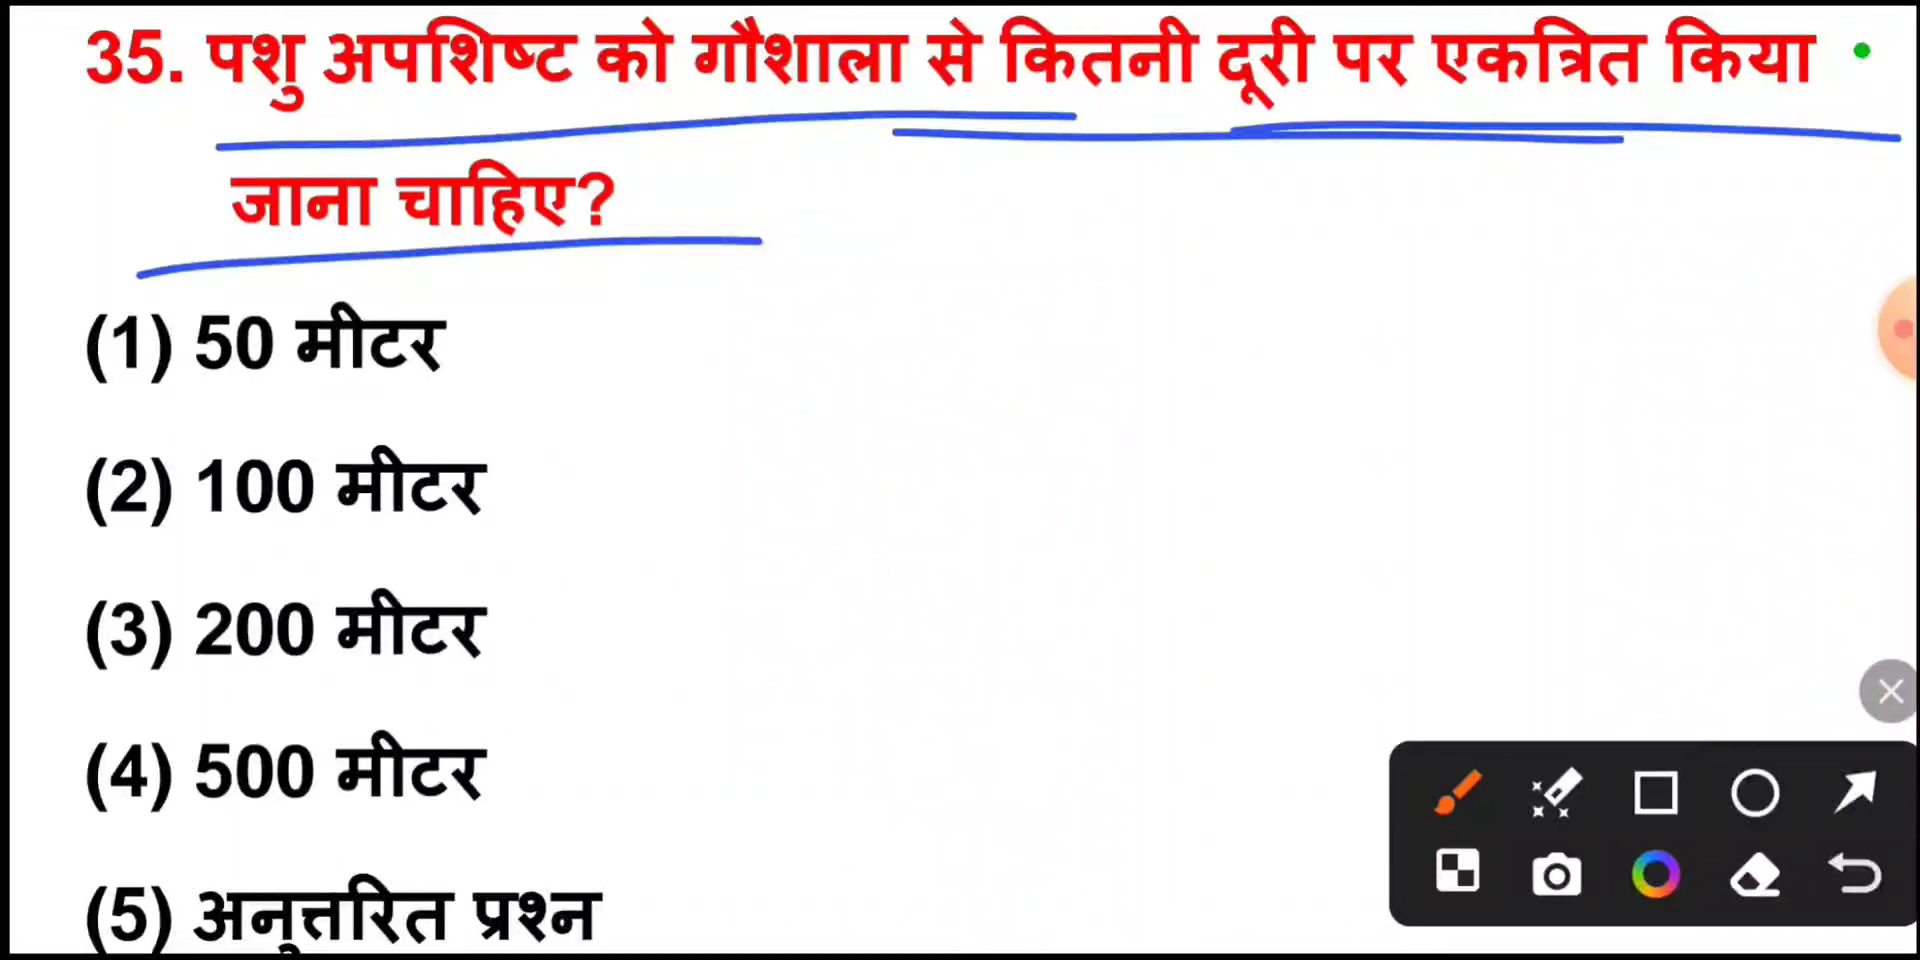 35. पशु अपशिष्ट को गौशाला से कितनी दूरी पर एकत्रित किया
जाना चाहिए?
(1) 50 मीटर
(2) 100 मीटर
(3) 200 मीटर
(4) 500 मीटर
(5) अनुत्तरित प्रश्न